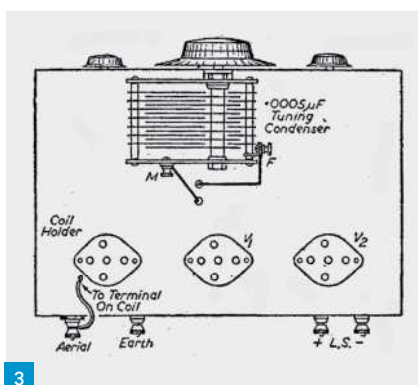 ·0005µF
Tuning
Condenser
M
F
Coil
Holder
V1
V2
To Terminal
On Coil
Aerial
Earth
+ L.S. -
3